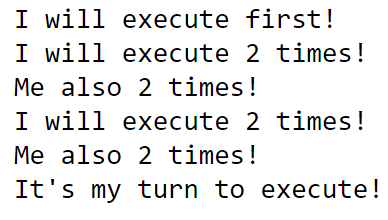 I will execute first!
I will execute 2 times!
Me also 2 times!
I will execute 2 times!
Me also 2 times!
It's my turn to execute!